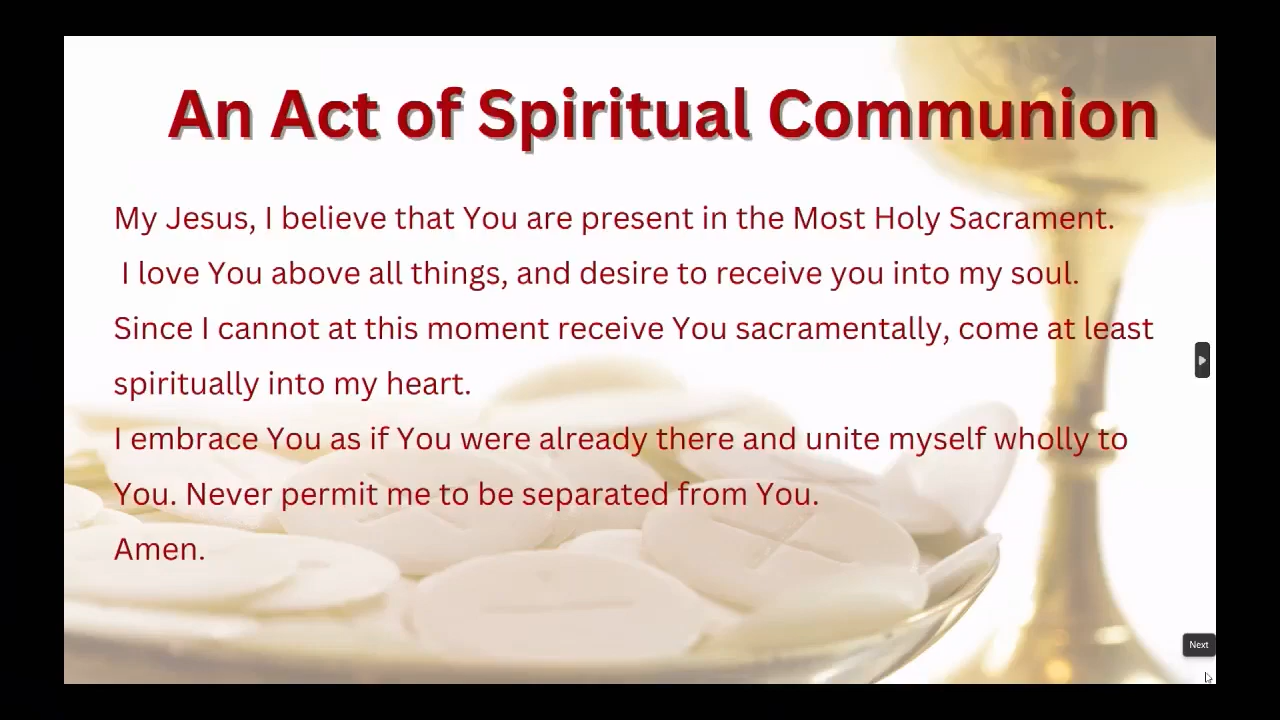 An Act of Spiritual Communion
My Jesus, I believe that You are present in the Most Holy Sacrament.
I love You above all things, and desire to receive you into my soul.
Since I cannot at this moment receive You sacramentally, come at least
spiritually into my heart.
I embrace You as if You were already there and unite myself wholly to
You. Never permit me to be separated from You.
Amen.
Next